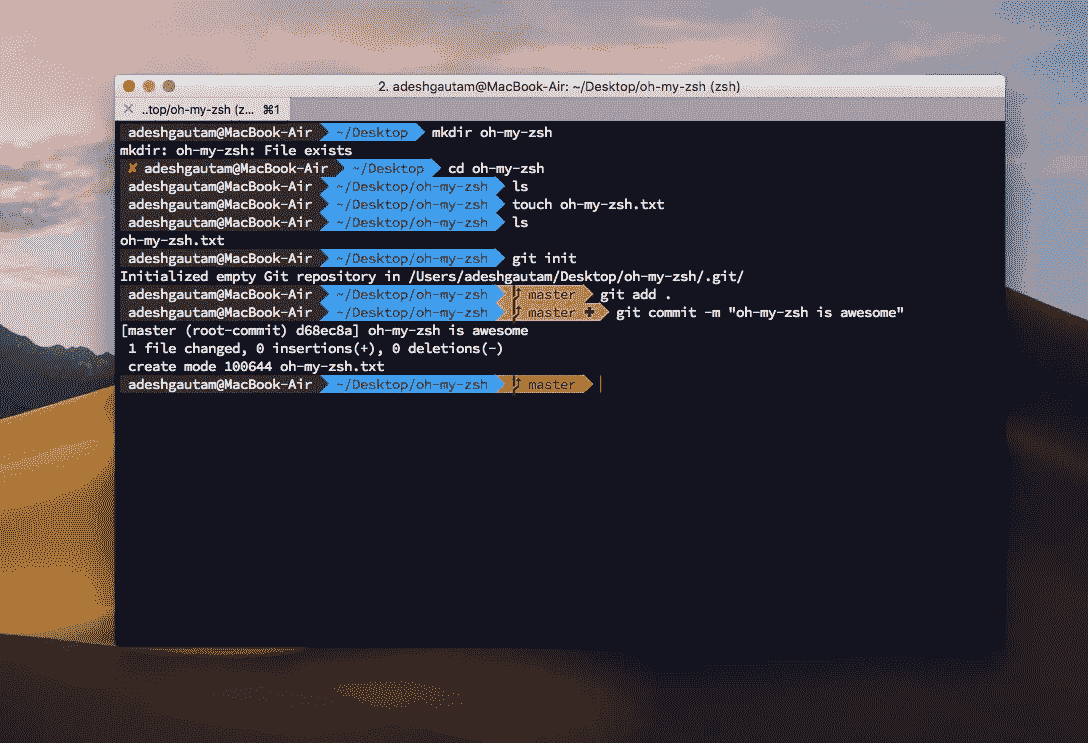 2. adeshgautam@MacBook-Air: ~/Desktop/oh-my-zsh (zsh)
✕ ..top/oh-my-zsh (z... ⌘1
adeshgautam@MacBook-Air ~/Desktop mkdir oh-my-zsh
mkdir: oh-my-zsh: File exists
✘ adeshgautam@MacBook-Air ~/Desktop cd oh-my-zsh
adeshgautam@MacBook-Air ~/Desktop/oh-my-zsh ls
adeshgautam@MacBook-Air ~/Desktop/oh-my-zsh touch oh-my-zsh.txt
adeshgautam@MacBook-Air ~/Desktop/oh-my-zsh ls
oh-my-zsh.txt
adeshgautam@MacBook-Air ~/Desktop/oh-my-zsh git init
Initialized empty Git repository in /Users/adeshgautam/Desktop/oh-my-zsh/.git/
adeshgautam@MacBook-Air ~/Desktop/oh-my-zsh master git add .
adeshgautam@MacBook-Air ~/Desktop/oh-my-zsh master ✚ git commit -m "oh-my-zsh is awesome"
[master (root-commit) d68ec8a] oh-my-zsh is awesome
1 file changed, 0 insertions(+), 0 deletions(-)
create mode 100644 oh-my-zsh.txt
adeshgautam@MacBook-Air ~/Desktop/oh-my-zsh master